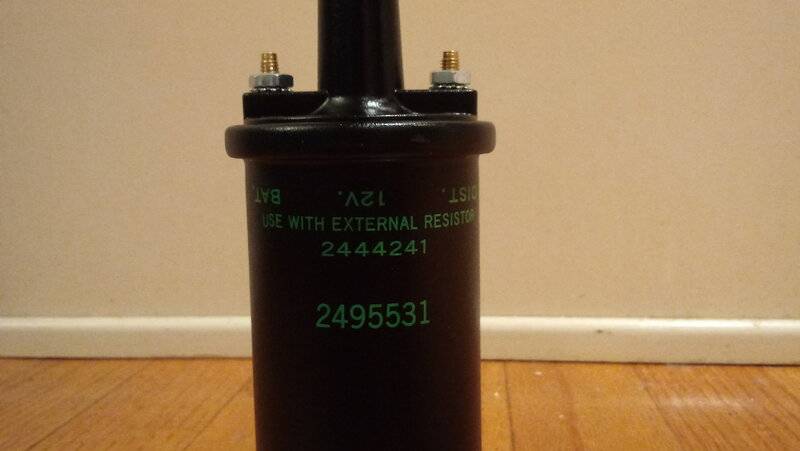 BAT. 12V. DIST.
USE WITH EXTERNAL RESISTOR
2444241
2495531